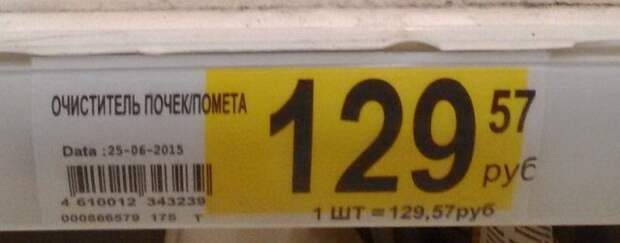 ОЧИСТИТЕЛЬ ПОЧЕК/ПОМЕТА
129 57
руб
Data :25-06-2015
4 610012 343239
000866579 175 T
1 ШТ =129,57руб